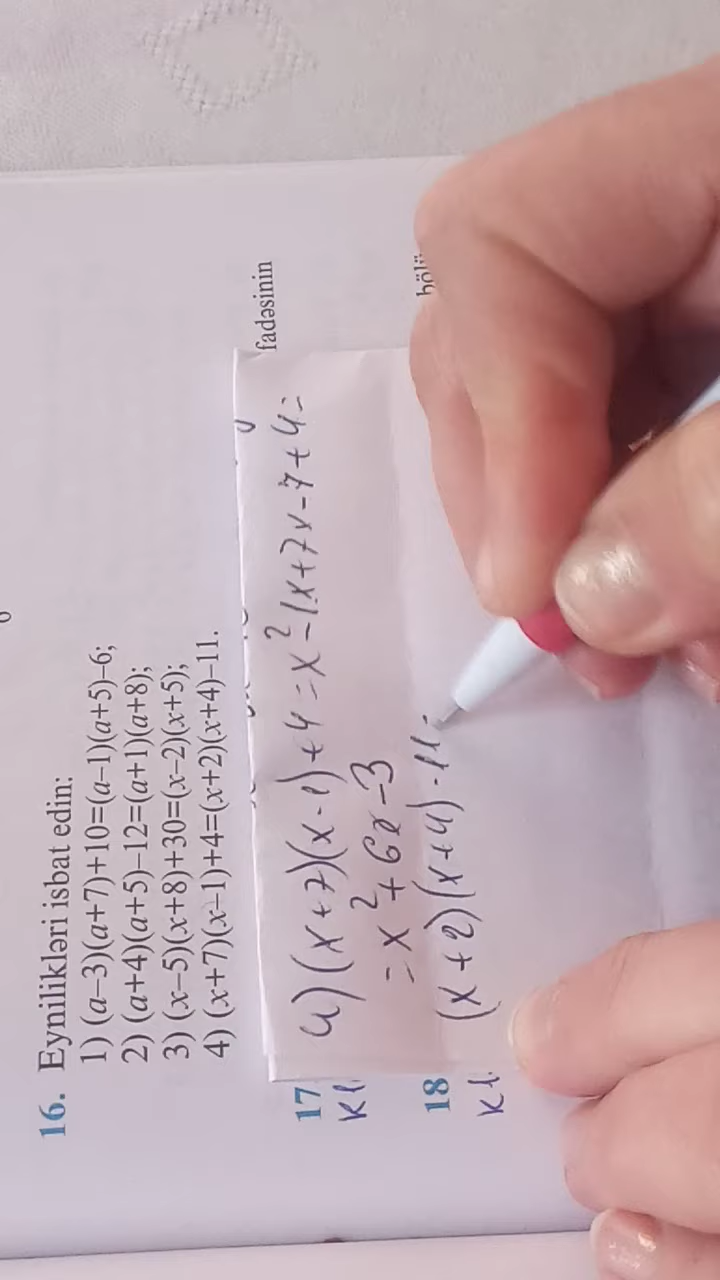 16. Eynilikləri isbat edin:
1) (a–3)(a+7)+10=(a–1)(a+5)–6;
2) (a+4)(a+5)–12=(a+1)(a+8);
3) (x–5)(x+8)+30=(x–2)(x+5);
4) (x+7)(x–1)+4=(x+2)(x+4)–11.
fadəsinin
17
4) (x+7)(x-1)+4=x²-1x+7x-7+4=
=x²+6x-3
18
(x+2)(x+4)-11=